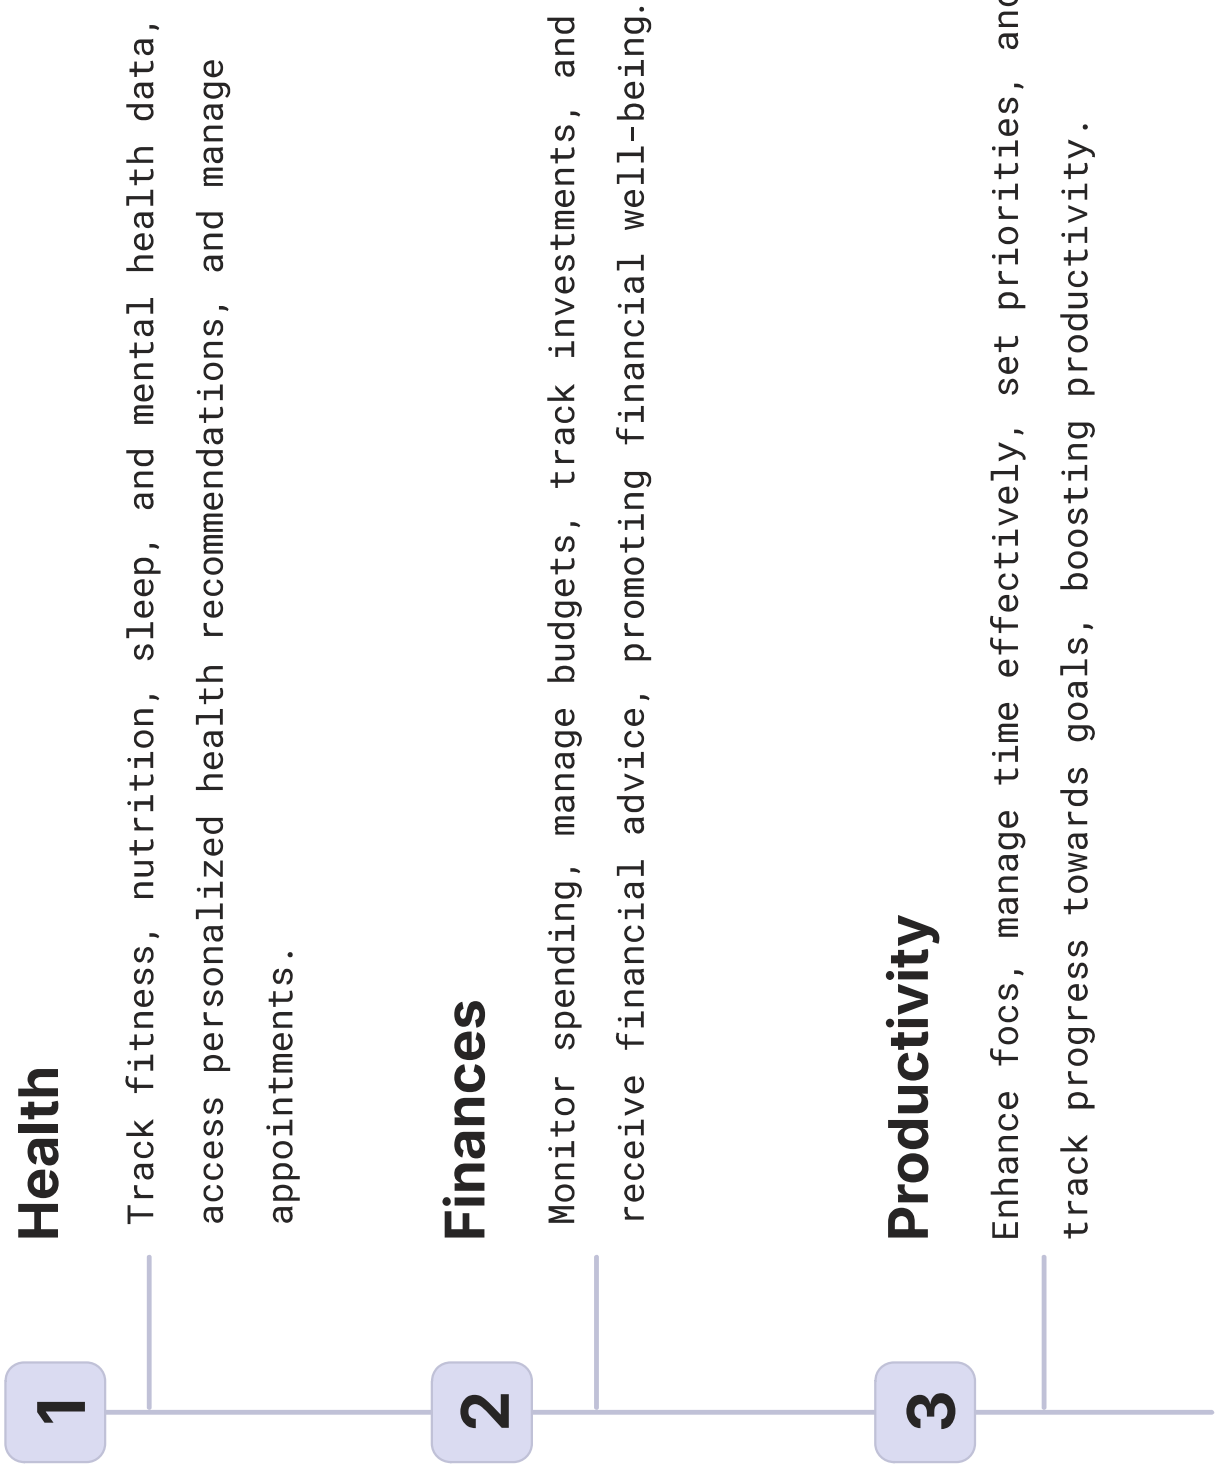 1
Health
Track fitness, nutrition, sleep, and mental health data,
access personalized health recommendations, and manage
appointments.
2
Finances
Monitor spending, manage budgets, track investments, and
receive financial advice, promoting financial well-being.
3
Productivity
Enhance focs, manage time effectively, set priorities, and
track progress towards goals, boosting productivity.